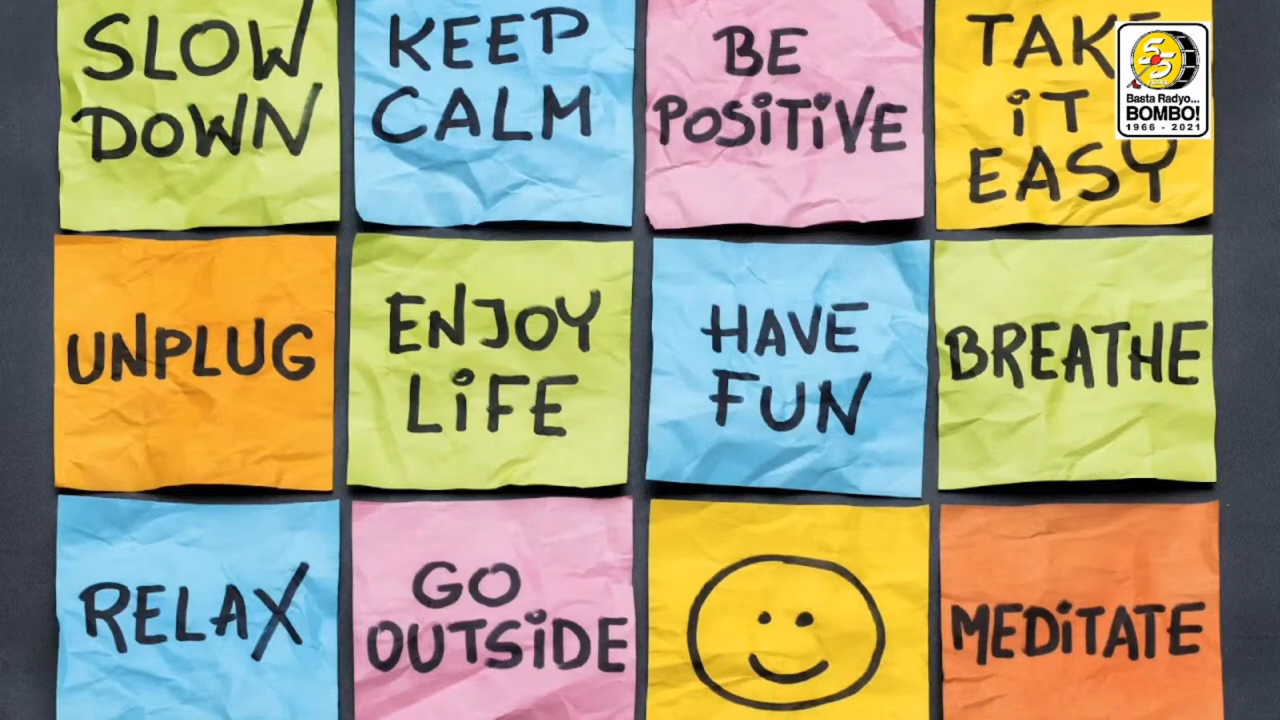 SLOW
DOWN
KEEP
CALM
BE
POSiTiVE
TAKE
iT
EASY
55
Basta Radyo...
BOMBO!
1966 - 2021
UNPLUG
ENJOY
LiFE
HAVE
FUN
BREATHE
RELAX
GO
OUTSiDE
MEDiTATE